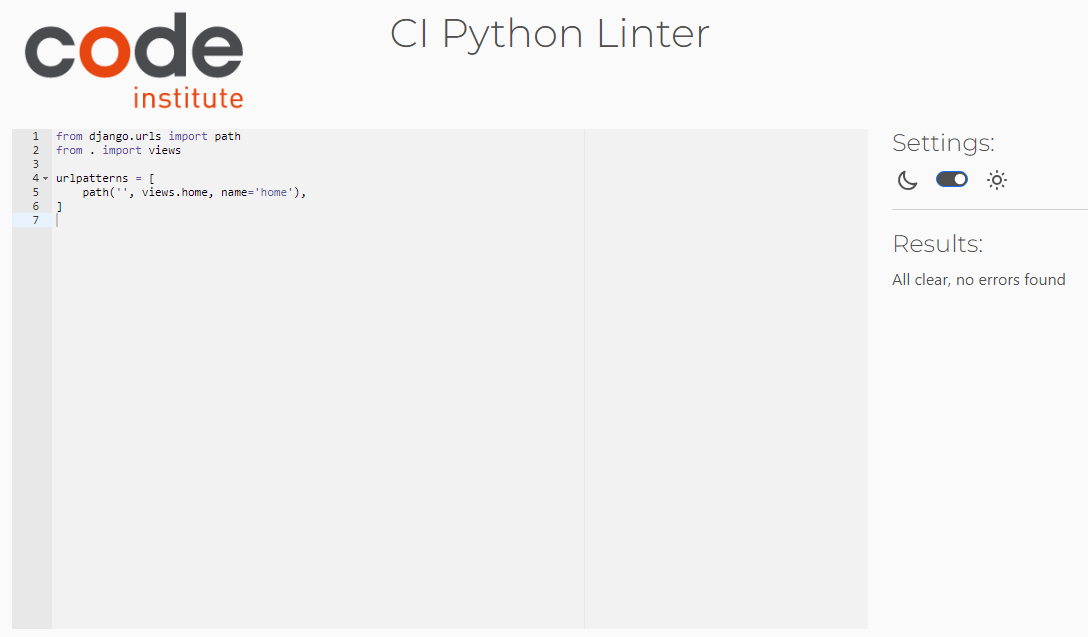 code
institute
CI Python Linter
1 from django.urls import path
2 from . import views
3
4 urlpatterns = [
5     path('', views.home, name='home'),
6 ]
7
Settings:
Results:
All clear, no errors found